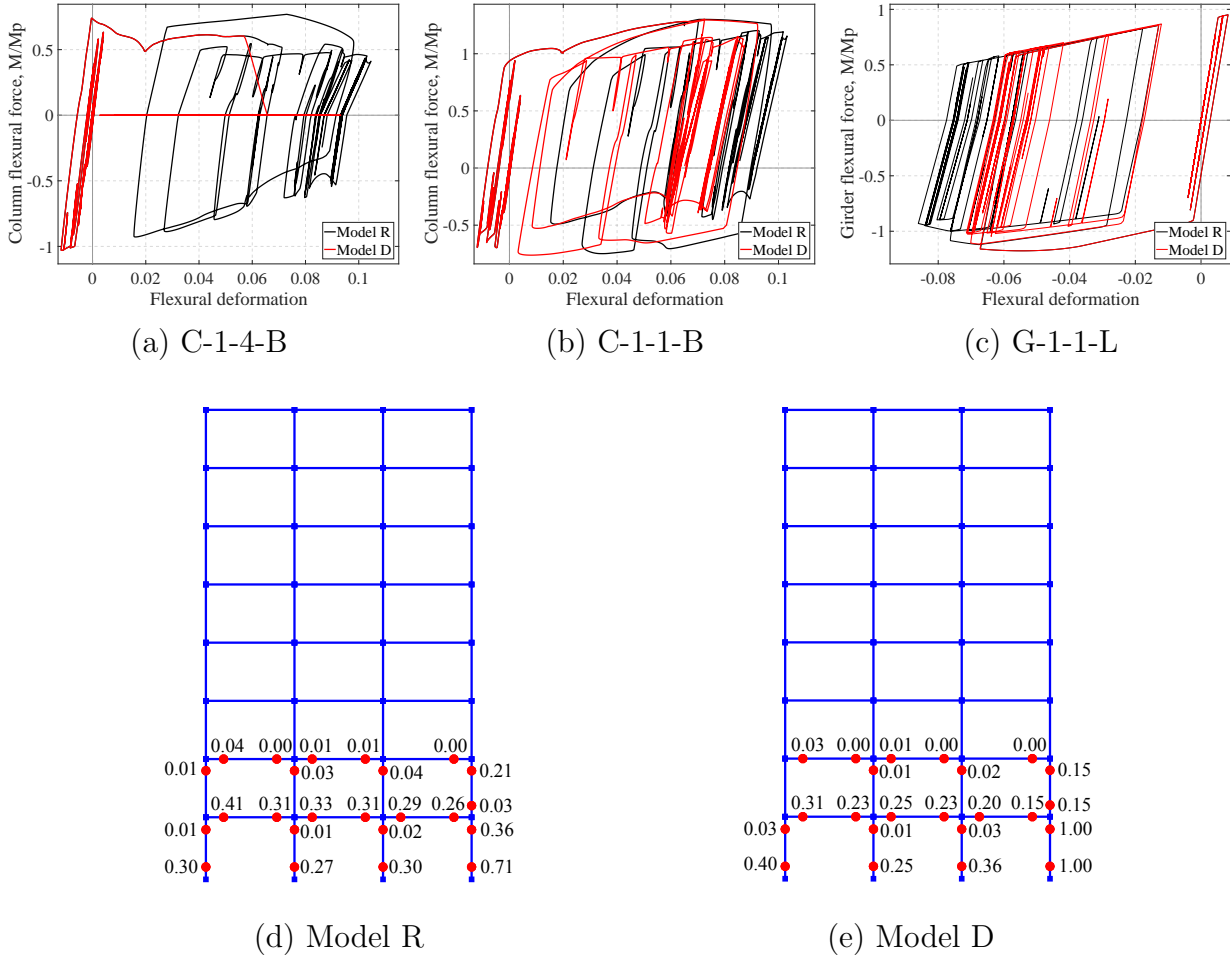 Column flexural force, M/Mp
0.5
0
-0.5
-1
0 0.02 0.04 0.06 0.08 0.1
Flexural deformation
Model R
Model D
(a) C-1-4-B
Column flexural force, M/Mp
1
0.5
0
-0.5
0 0.02 0.04 0.06 0.08 0.1
Flexural deformation
Model R
Model D
(b) C-1-1-B
Girder flexural force, M/Mp
1
0.5
0
-0.5
-1
-0.08 -0.06 -0.04 -0.02 0
Flexural deformation
Model R
Model D
(c) G-1-1-L
0.04 0.00 0.01 0.01 0.00
0.01 0.03 0.04 0.21
0.41 0.31 0.33 0.31 0.29 0.26 0.03
0.01 0.01 0.02 0.36
0.30 0.27 0.30 0.71
(d) Model R
0.03 0.00 0.01 0.00 0.00
0.01 0.02 0.15
0.31 0.23 0.25 0.23 0.20 0.15 0.15
0.03 0.01 0.03 1.00
0.40 0.25 0.36 1.00
(e) Model D